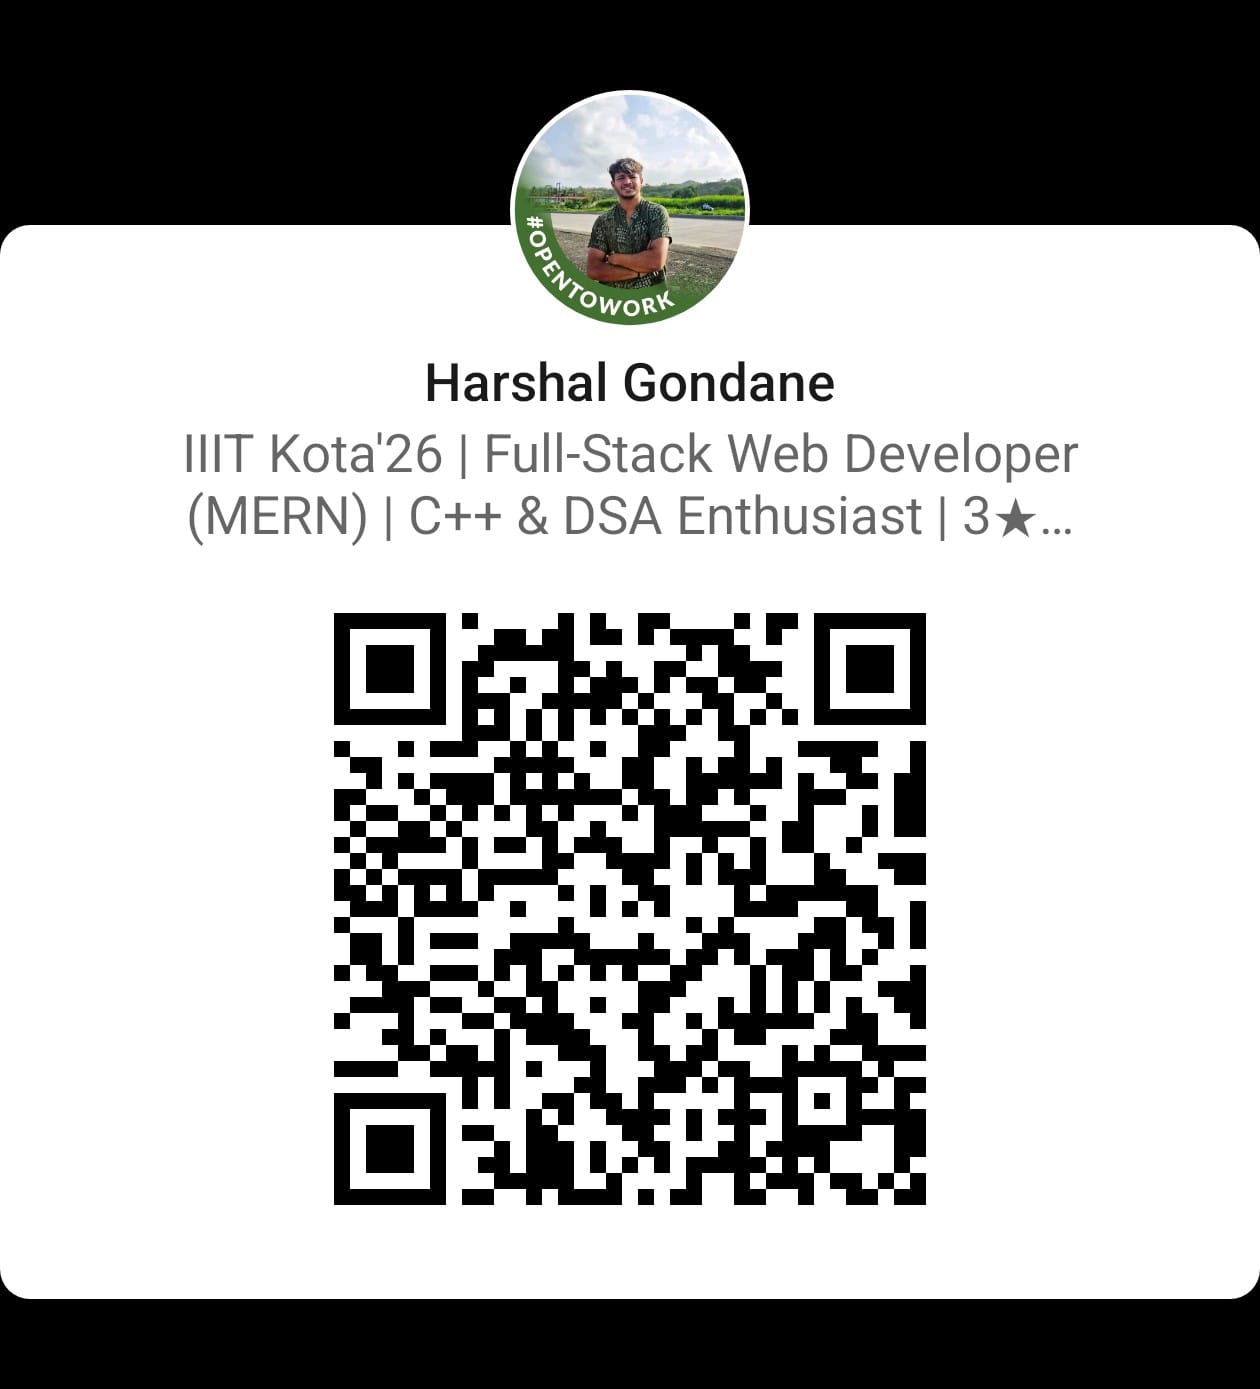 #OPENTOWORK
Harshal Gondane
IIIT Kota'26 | Full-Stack Web Developer
(MERN) | C++ & DSA Enthusiast | 3★...